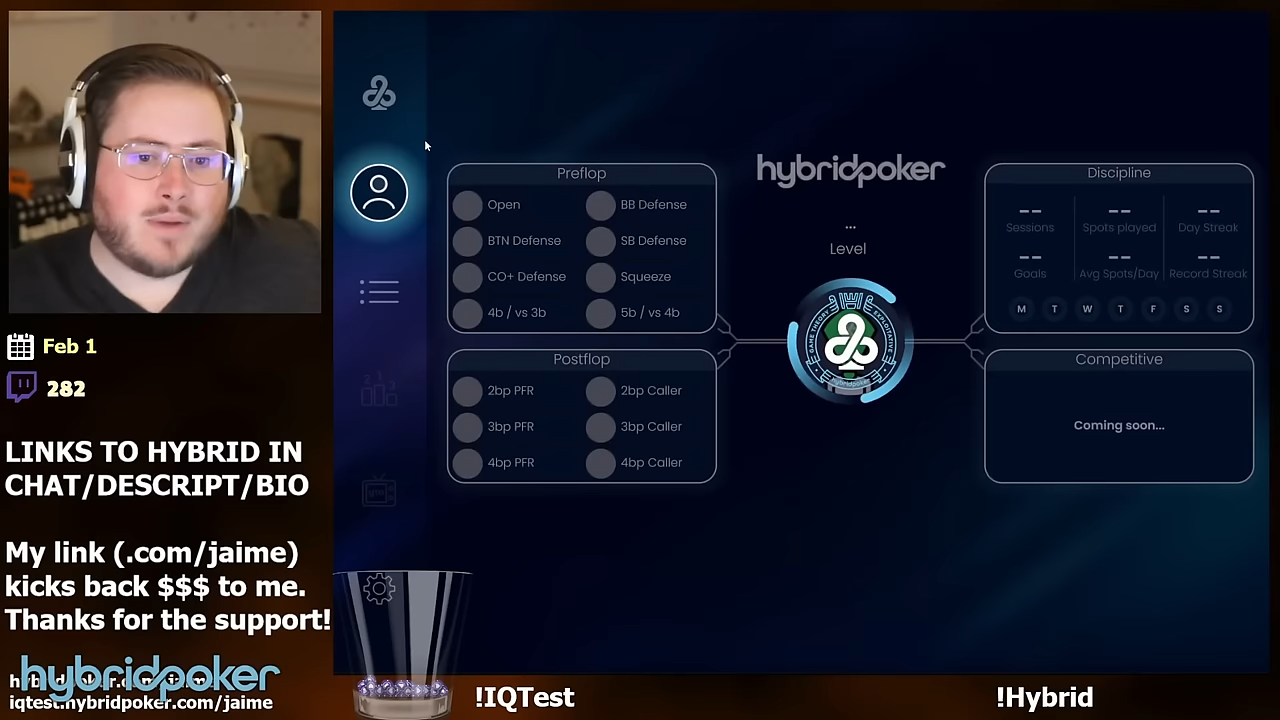 Feb 1
282
LINKS TO HYBRID IN
CHAT/DESCRIPT/BIO
My link (.com/jaime)
kicks back $$$ to me.
Thanks for the support!
hybridpoker
iqtest.hybridpoker.com/jaime
Preflop
Open
BB Defense
BTN Defense
SB Defense
CO+ Defense
Squeeze
4b / vs 3b
5b / vs 4b
Postflop
2bp PFR
2bp Caller
3bp PFR
3bp Caller
4bp PFR
4bp Caller
hybridpoker
...
Level
GAME THEORY
EXPLOITATIVE
hybridpoker
Discipline
-- -- --
Sessions Spots played Day Streak
-- -- --
Goals Avg Spots/Day Record Streak
M T W T F S S
Competitive
Coming soon...
!IQTest
!Hybrid